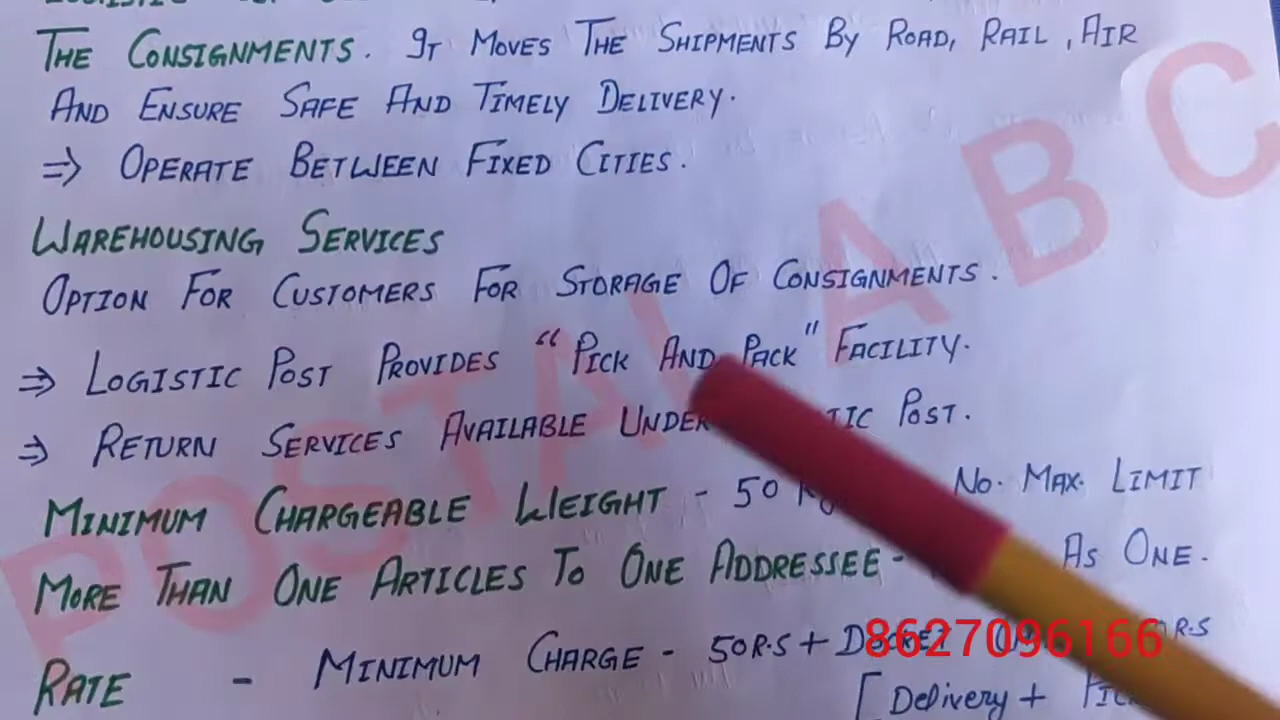 THE CONSIGNMENTS. IT MOVES THE SHIPMENTS BY ROAD, RAIL, AIR
AND ENSURE SAFE AND TIMELY DELIVERY.
=> OPERATE BETWEEN FIXED CITIES.
WAREHOUSING SERVICES
OPTION FOR CUSTOMERS FOR STORAGE OF CONSIGNMENTS.
=> LOGISTIC POST PROVIDES "PICK AND PACK" FACILITY.
=> RETURN SERVICES AVAILABLE UNDER POST.
MINIMUM CHARGEABLE WEIGHT - 50 NO. MAX. LIMIT
MORE THAN ONE ARTICLES TO ONE ADDRESSEE - AS ONE.
RATE - MINIMUM CHARGE - 50R.S + R.S
[Delivery +
8627096166
POSTAL ABC